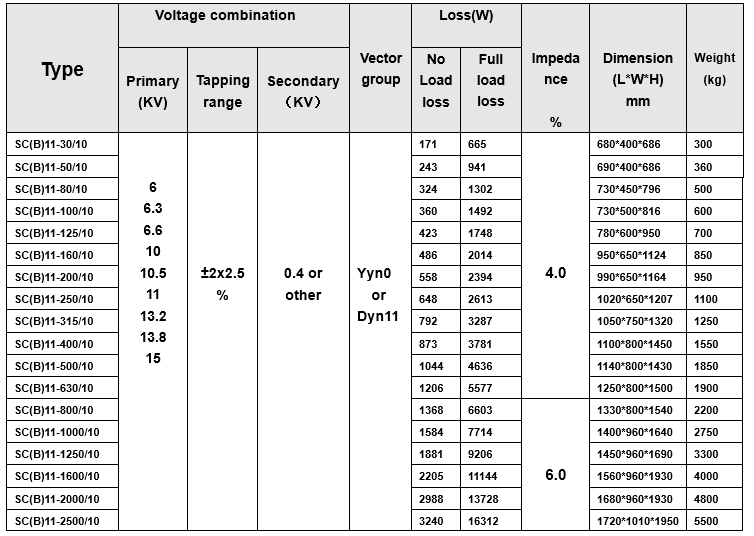 Type Voltage combination Vector group Loss(W) Impeda nce % Dimension (L*W*H) mm Weight (kg)
Primary (KV) Tapping range Secondary （KV） No Load loss Full load loss
SC(B)11-30/10 171 665 680*400*686 300
SC(B)11-50/10 243 941 690*400*686 360
SC(B)11-80/10 324 1302 730*450*796 500
SC(B)11-100/10 360 1492 730*500*816 600
SC(B)11-125/10 423 1748 780*600*950 700
SC(B)11-160/10 486 2014 950*650*1124 850
SC(B)11-200/10 558 2394 990*650*1164 950
SC(B)11-250/10 648 2613 1020*650*1207 1100
SC(B)11-315/10 792 3287 1050*750*1320 1250
SC(B)11-400/10 873 3781 1100*800*1450 1550
SC(B)11-500/10 1044 4636 1140*800*1430 1850
SC(B)11-630/10 1206 5577 1250*800*1500 1900
SC(B)11-800/10 1368 6603 1330*800*1540 2200
SC(B)11-1000/10 1584 7714 1400*960*1640 2750
SC(B)11-1250/10 1881 9206 1450*960*1690 3300
SC(B)11-1600/10 2205 11144 1560*960*1930 4000
SC(B)11-2000/10 2988 13728 1680*960*1930 4800
SC(B)11-2500/10 3240 16312 1720*1010*1950 5500
6
6.3
6.6
10
10.5
11
13.2
13.8
15
±2x2.5
%
0.4 or
other
Yyn0
or
Dyn11
4.0
6.0